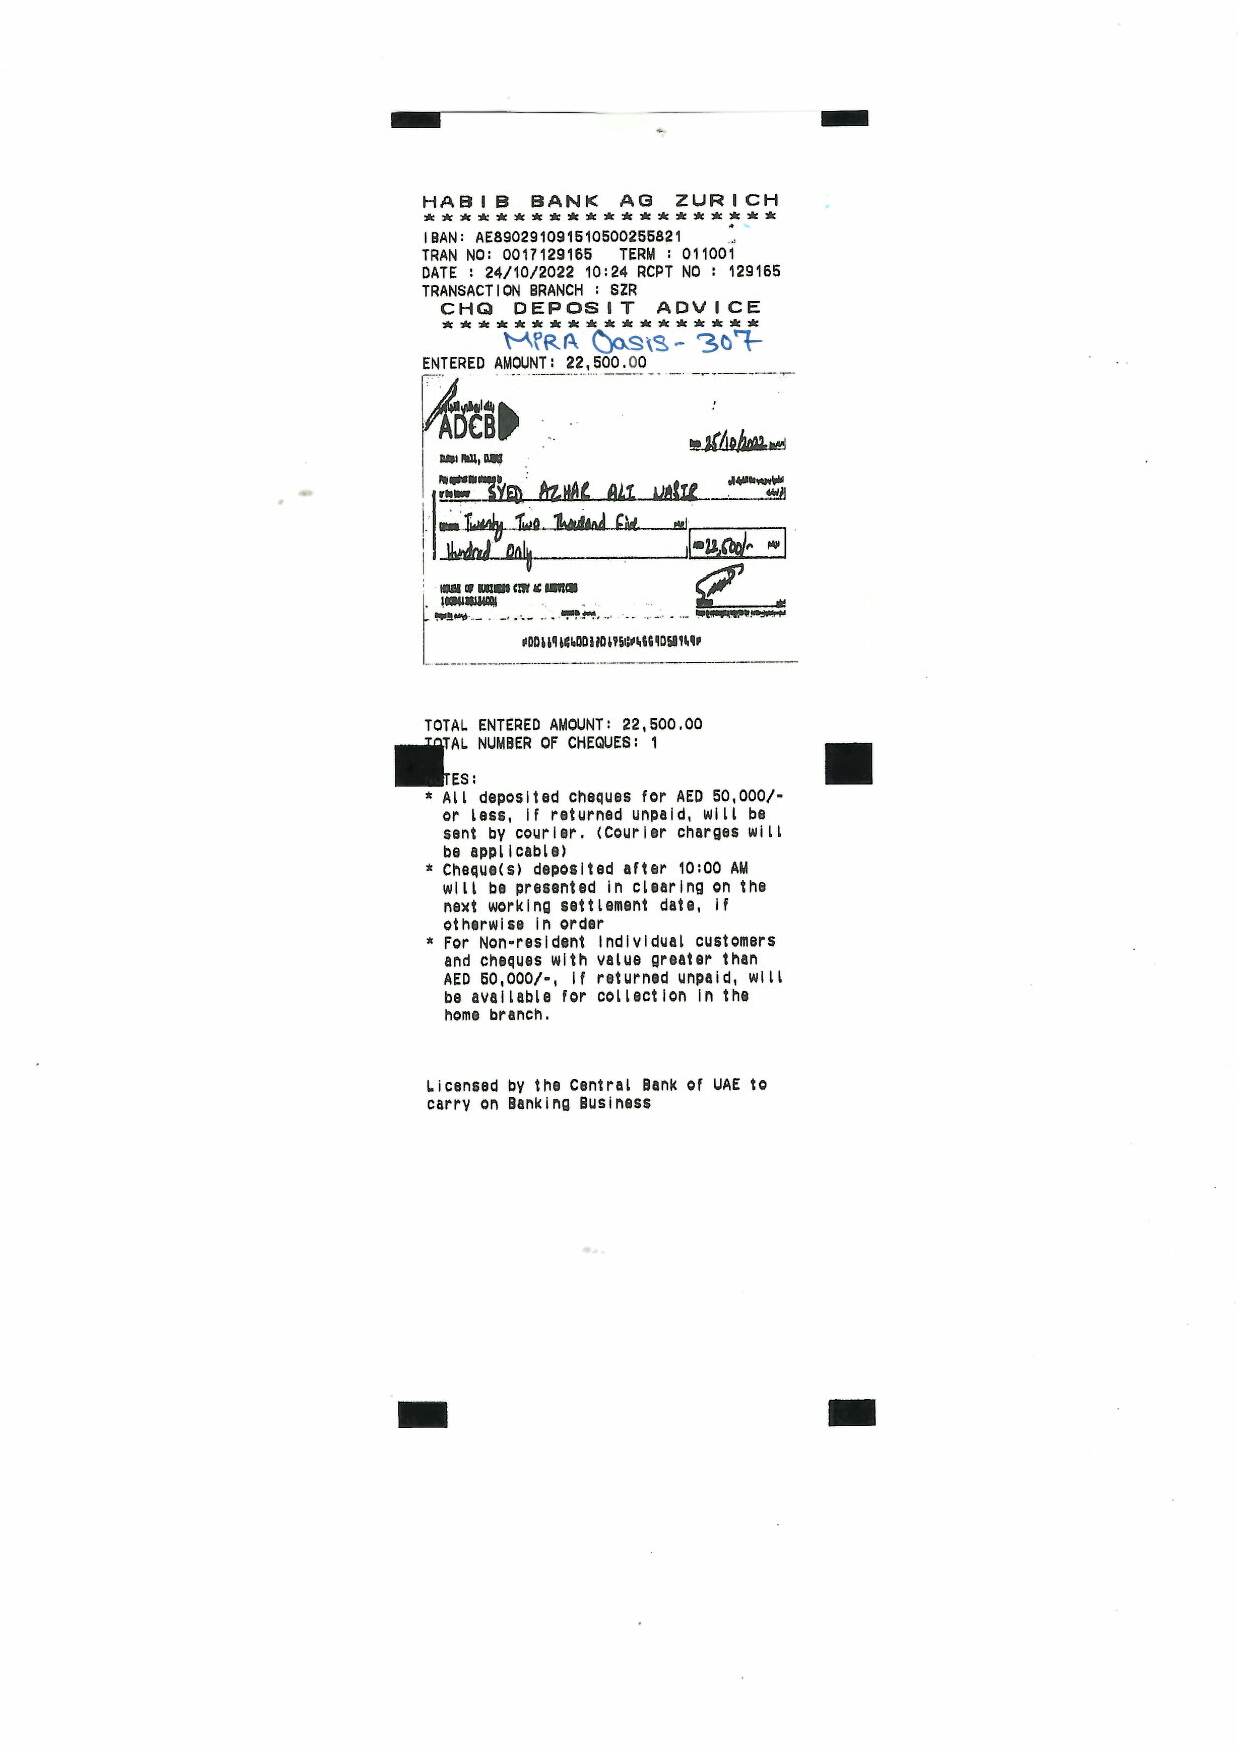 HABIB BANK AG ZURICH
********************
IBAN: AE890291091510500255821
TRAN NO: 0017129165 TERM : 011001
DATE : 24/10/2022 10:24 RCPT NO : 129165
TRANSACTION BRANCH : SZR
CHQ DEPOSIT ADVICE
******************
MPRA Oasis - 307
ENTERED AMOUNT: 22,500.00
ADCB
25/10/2022
SYED AZHAR ALI NASIR
Twenty Two Thousand Five
Hundred Only
22,500/-
HOUSE OF BUSINESS CITY AC SERVICES
TOTAL ENTERED AMOUNT: 22,500.00
TOTAL NUMBER OF CHEQUES: 1
TES:
* All deposited cheques for AED 50,000/-
or less, if returned unpaid, will be
sent by courier. (Courier charges will
be applicable)
* Cheque(s) deposited after 10:00 AM
will be presented in clearing on the
next working settlement date, if
otherwise in order
* For Non-resident individual customers
and cheques with value greater than
AED 50,000/-, if returned unpaid, will
be available for collection in the
home branch.
Licensed by the Central Bank of UAE to
carry on Banking Business